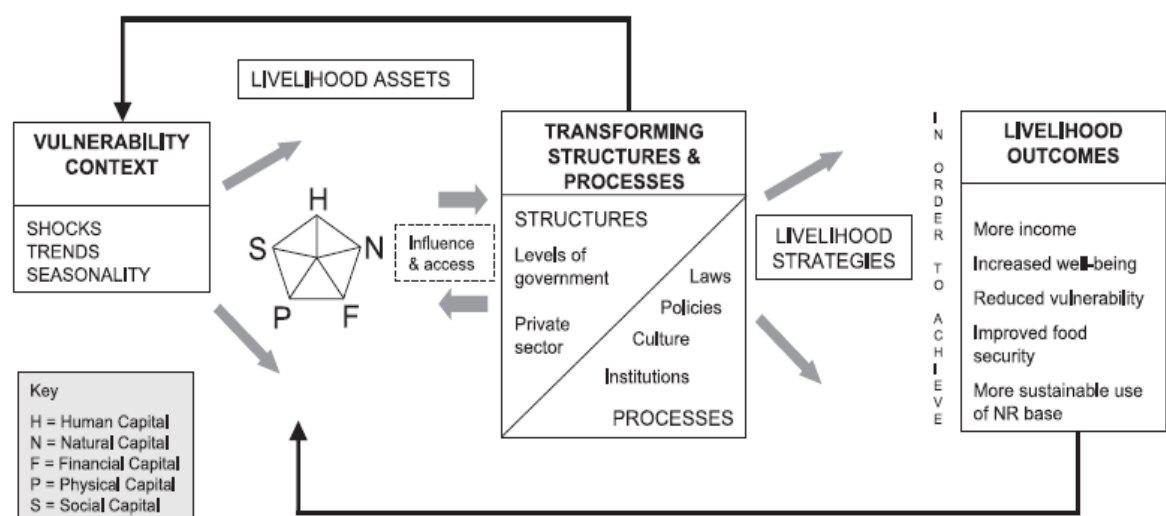 LIVELIHOOD ASSETS
VULNERABILITY
CONTEXT
SHOCKS
TRENDS
SEASONALITY
H
S
N
P
F
Influence
& access
TRANSFORMING
STRUCTURES &
PROCESSES
STRUCTURES
Levels of
government
Private
sector
Laws
Policies
Culture
Institutions
PROCESSES
LIVELIHOOD
STRATEGIES
IN ORDER TO ACHIEVE
LIVELIHOOD
OUTCOMES
More income
Increased well-being
Reduced vulnerability
Improved food
security
More sustainable use
of NR base
Key
H = Human Capital
N = Natural Capital
F = Financial Capital
P = Physical Capital
S = Social Capital